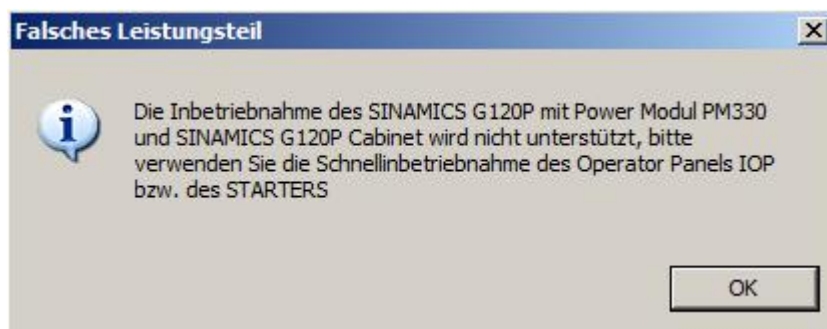 Falsches Leistungsteil
Die Inbetriebnahme des SINAMICS G120P mit Power Modul PM330
und SINAMICS G120P Cabinet wird nicht unterstützt, bitte
verwenden Sie die Schnellinbetriebnahme des Operator Panels IOP
bzw. des STARTERS
OK